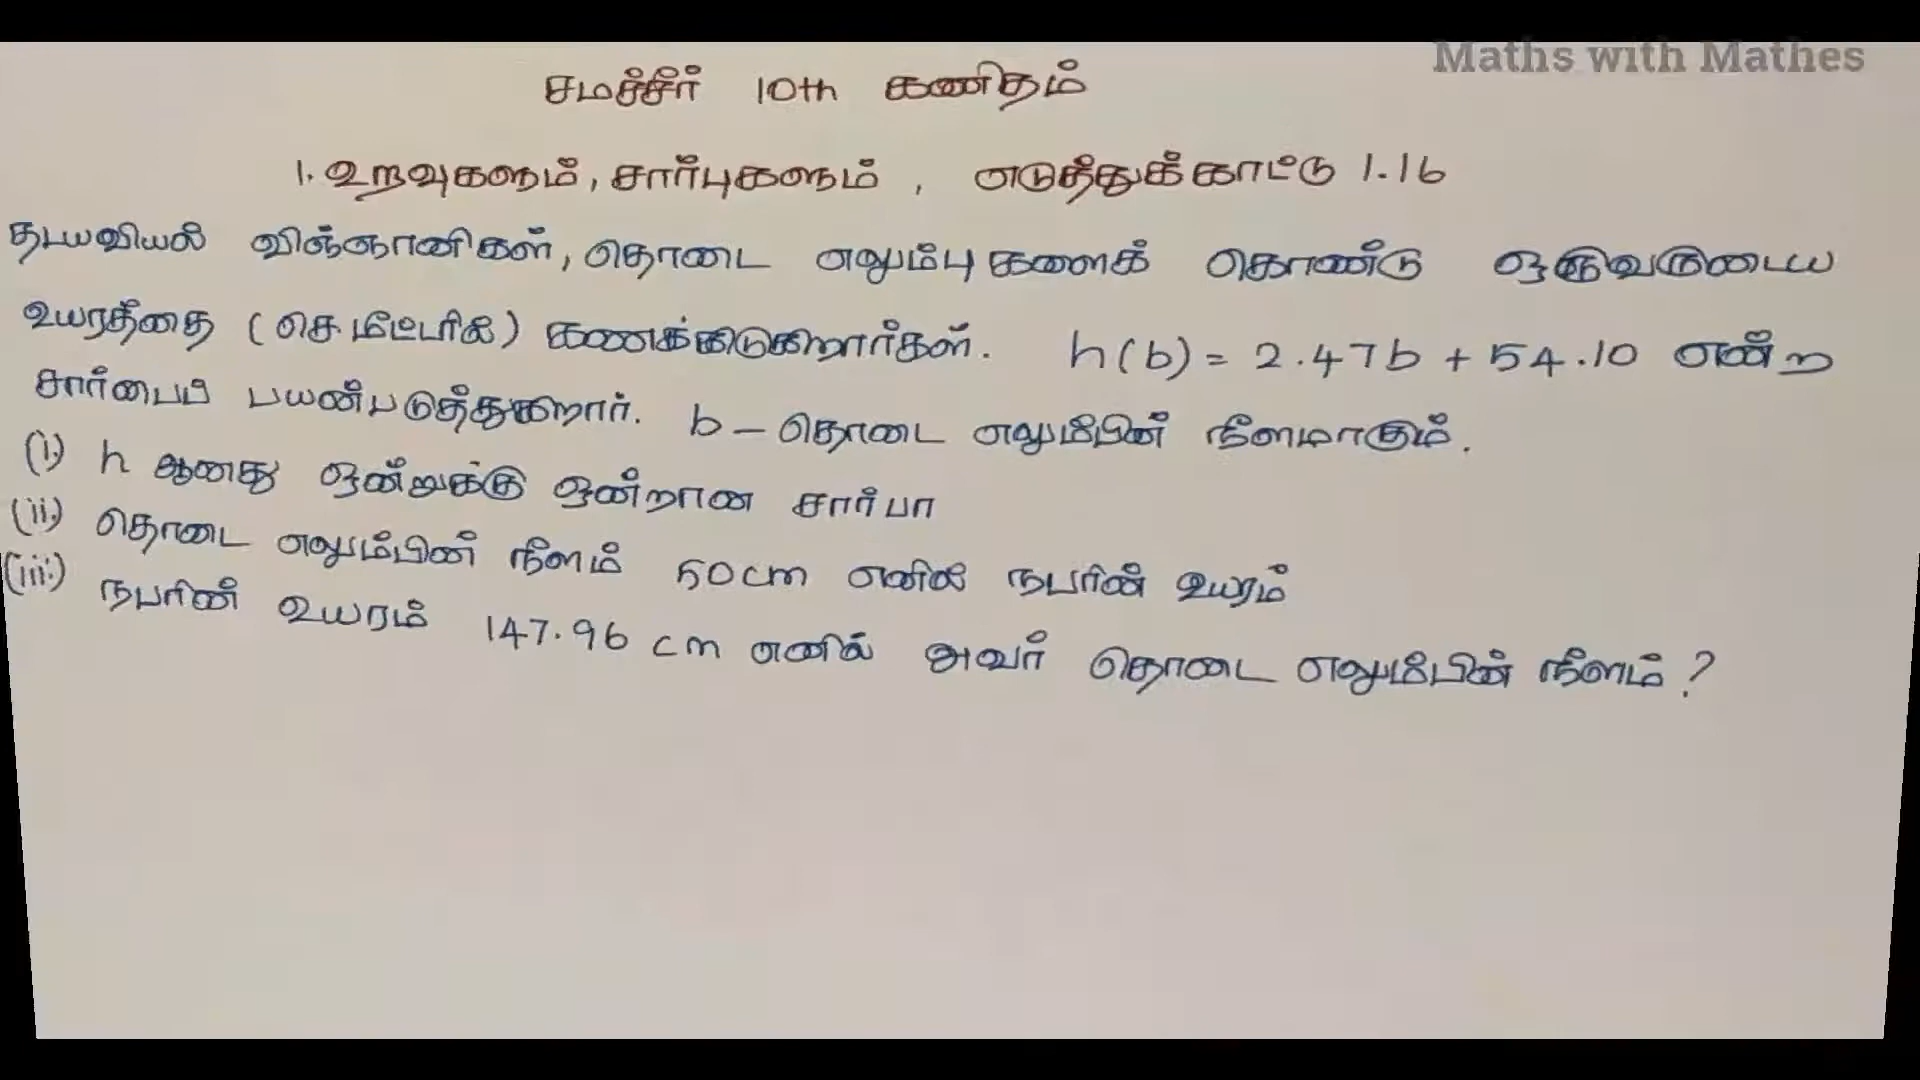 Maths with Mathes
சமச்சீர் 10th கணிதம்
1. உறவுகளும், சார்புகளும், எடுத்துக்காட்டு 1.16
தடயவியல் விஞ்ஞானிகள், தொடை எலும்புகளைக் கொண்டு ஒருவருடைய
உயரத்தை (செ.மீட்டரில்) கணக்கிடுகிறார்கள். h(b) = 2.47b + 54.10 என்ற
சார்பைப் பயன்படுத்துகிறார். b – தொடை எலும்பின் நீளமாகும்.
(i) h ஆனது ஒன்றுக்கு ஒன்றான சார்பா
(ii) தொடை எலும்பின் நீளம் 50cm எனில் நபரின் உயரம்
(iii) நபரின் உயரம் 147.96 cm எனில் அவர் தொடை எலும்பின் நீளம்?